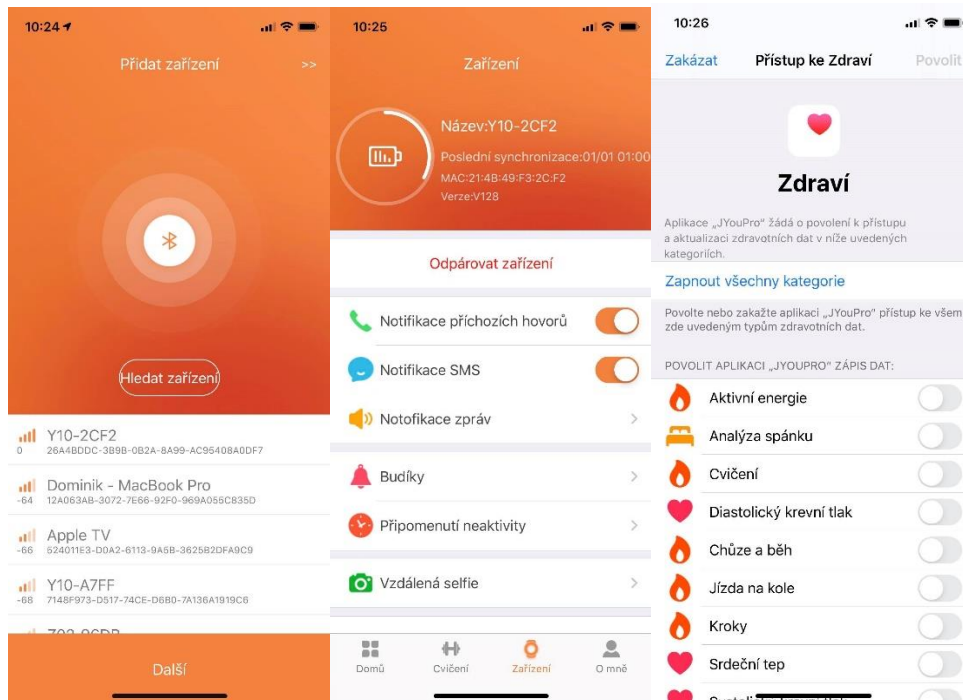 10:24
Přidat zařízení
>>
Hledat zařízení
Y10-2CF2
0 26A4BDDC-3B9B-0B2A-8A99-AC95408A0DF7
Dominik - MacBook Pro
-64 12A063AB-3072-7E66-92F0-969A055C835D
Apple TV
-66 524011E3-D0A2-6113-9A5B-3625B2DFA9C9
Y10-A7FF
-68 7148F973-D517-74CE-D6B0-7A136A1919C6
Další
10:25
Zařízení
Název:Y10-2CF2
Poslední synchronizace:01/01 01:00
MAC:21:4B:49:F3:2C:F2
Verze:V128
Odpárovat zařízení
Notifikace příchozích hovorů
Notifikace SMS
Notofikace zpráv
Budíky
Připomenutí neaktivity
Vzdálená selfie
Domů
Cvičení
Zařízení
O mně
10:26
Zakázat
Přístup ke Zdraví
Povolit
Zdraví
Aplikace „JYouPro“ žádá o povolení k přístupu
a aktualizaci zdravotních dat v níže uvedených
kategoriích.
Zapnout všechny kategorie
Povolte nebo zakažte aplikaci „JYouPro“ přístup ke všem
zde uvedeným typům zdravotních dat.
POVOLIT APLIKACI „JYOUPRO“ ZÁPIS DAT:
Aktivní energie
Analýza spánku
Cvičení
Diastolický krevní tlak
Chůze a běh
Jízda na kole
Kroky
Srdeční tep